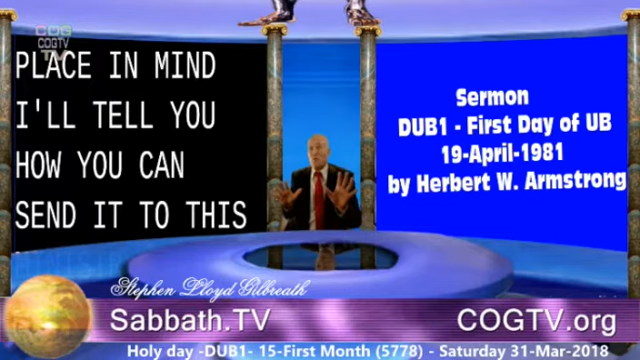 COG
COGTV
TV
PLACE IN MIND
I'LL TELL YOU
HOW YOU CAN
SEND IT TO THIS
Sermon
DUB1 - First Day of UB
19-April-1981
by Herbert W. Armstrong
Stephen Lloyd Gilbreath
Sabbath.TV
COGTV.org
Holy day -DUB1- 15-First Month (5778) - Saturday 31-Mar-2018